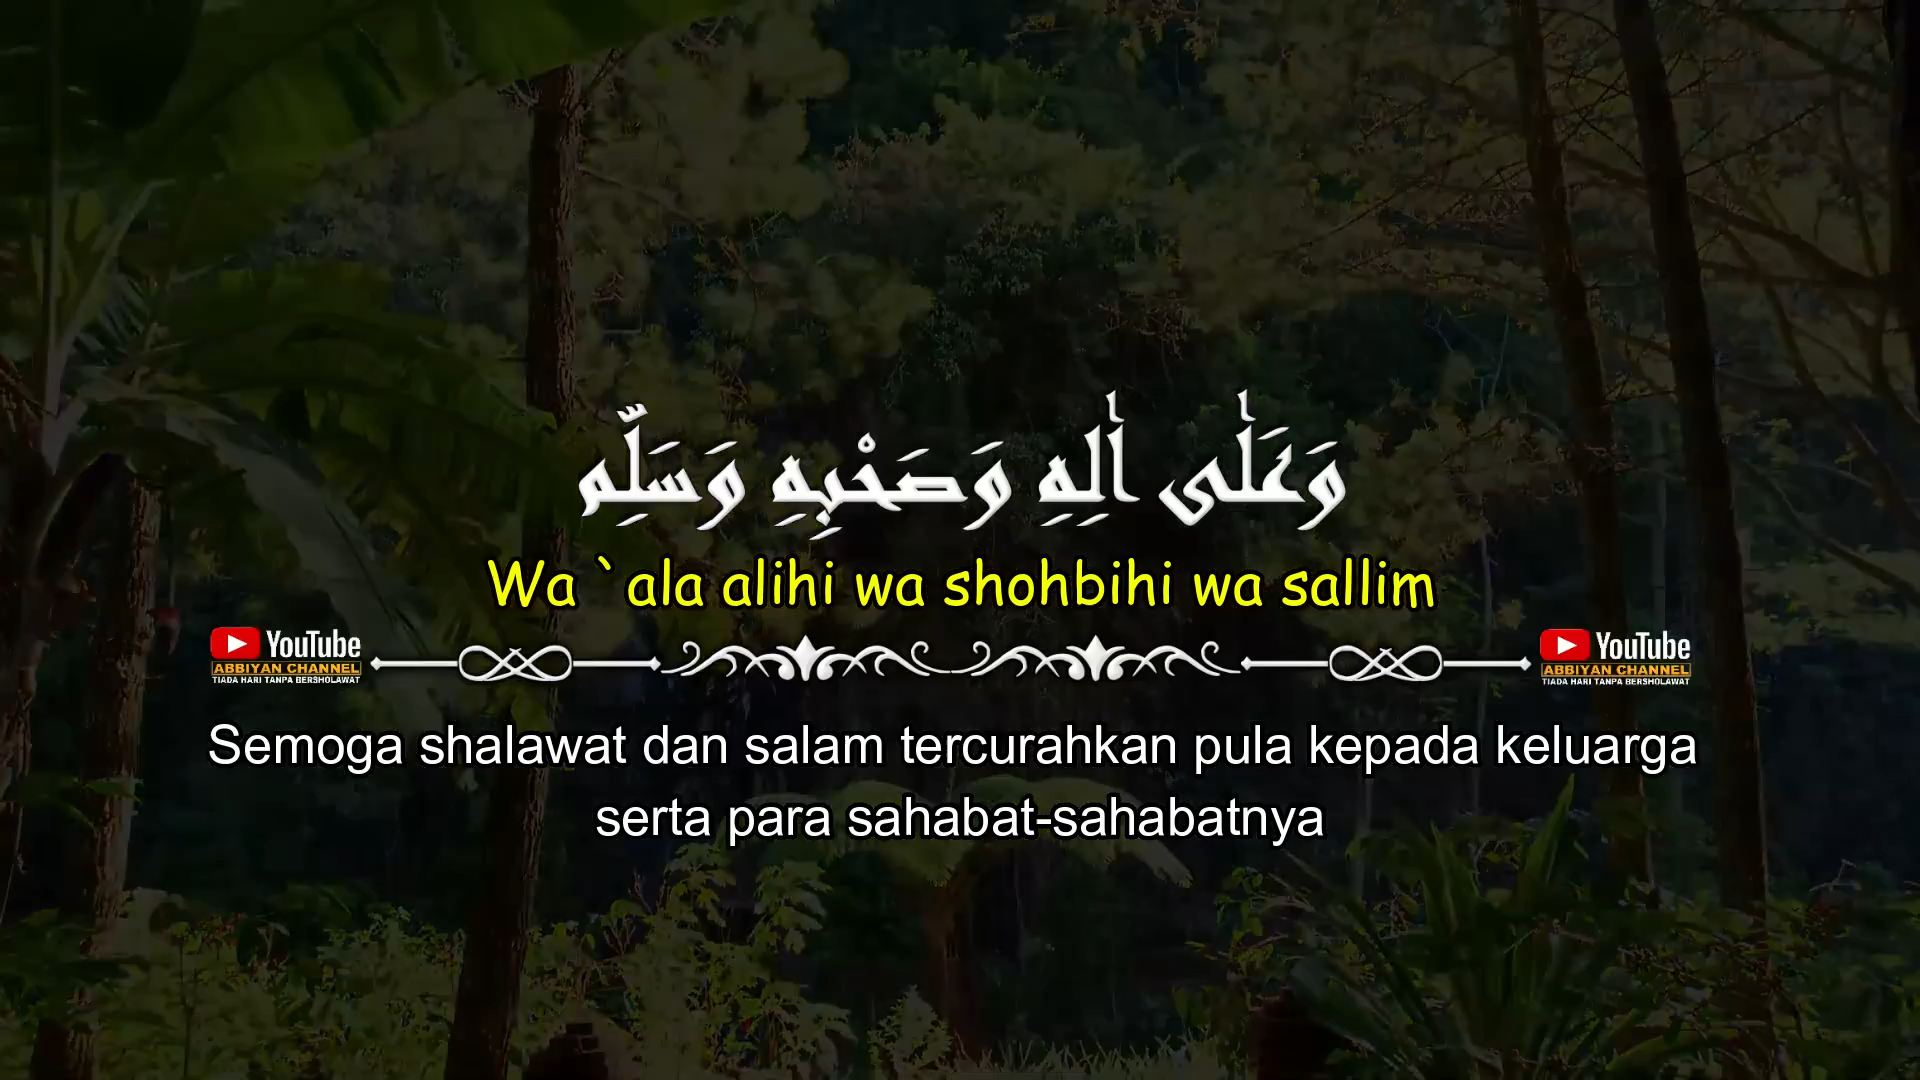 وَعَلٰى اٰلِهِ وَصَحْبِهِ وَسَلِّم
Wa `ala alihi wa shohbihi wa sallim
YouTube
ABBIYAN CHANNEL
TIADA HARI TANPA BERSHOLAWAT
YouTube
ABBIYAN CHANNEL
TIADA HARI TANPA BERSHOLAWAT
Semoga shalawat dan salam tercurahkan pula kepada keluarga
serta para sahabat-sahabatnya